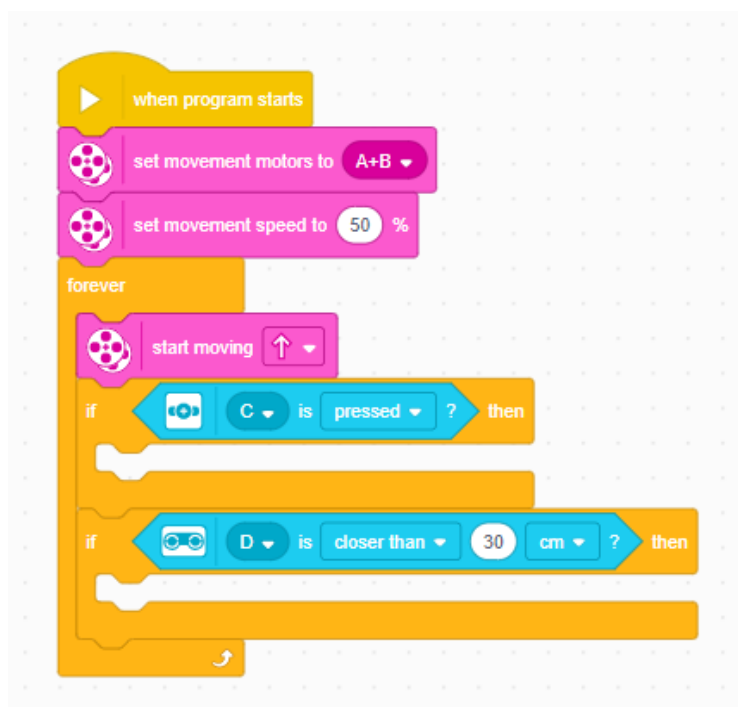 when program starts
set movement motors to A+B
set movement speed to 50 %
forever
start moving
if C is pressed ? then
if D is closer than 30 cm ? then